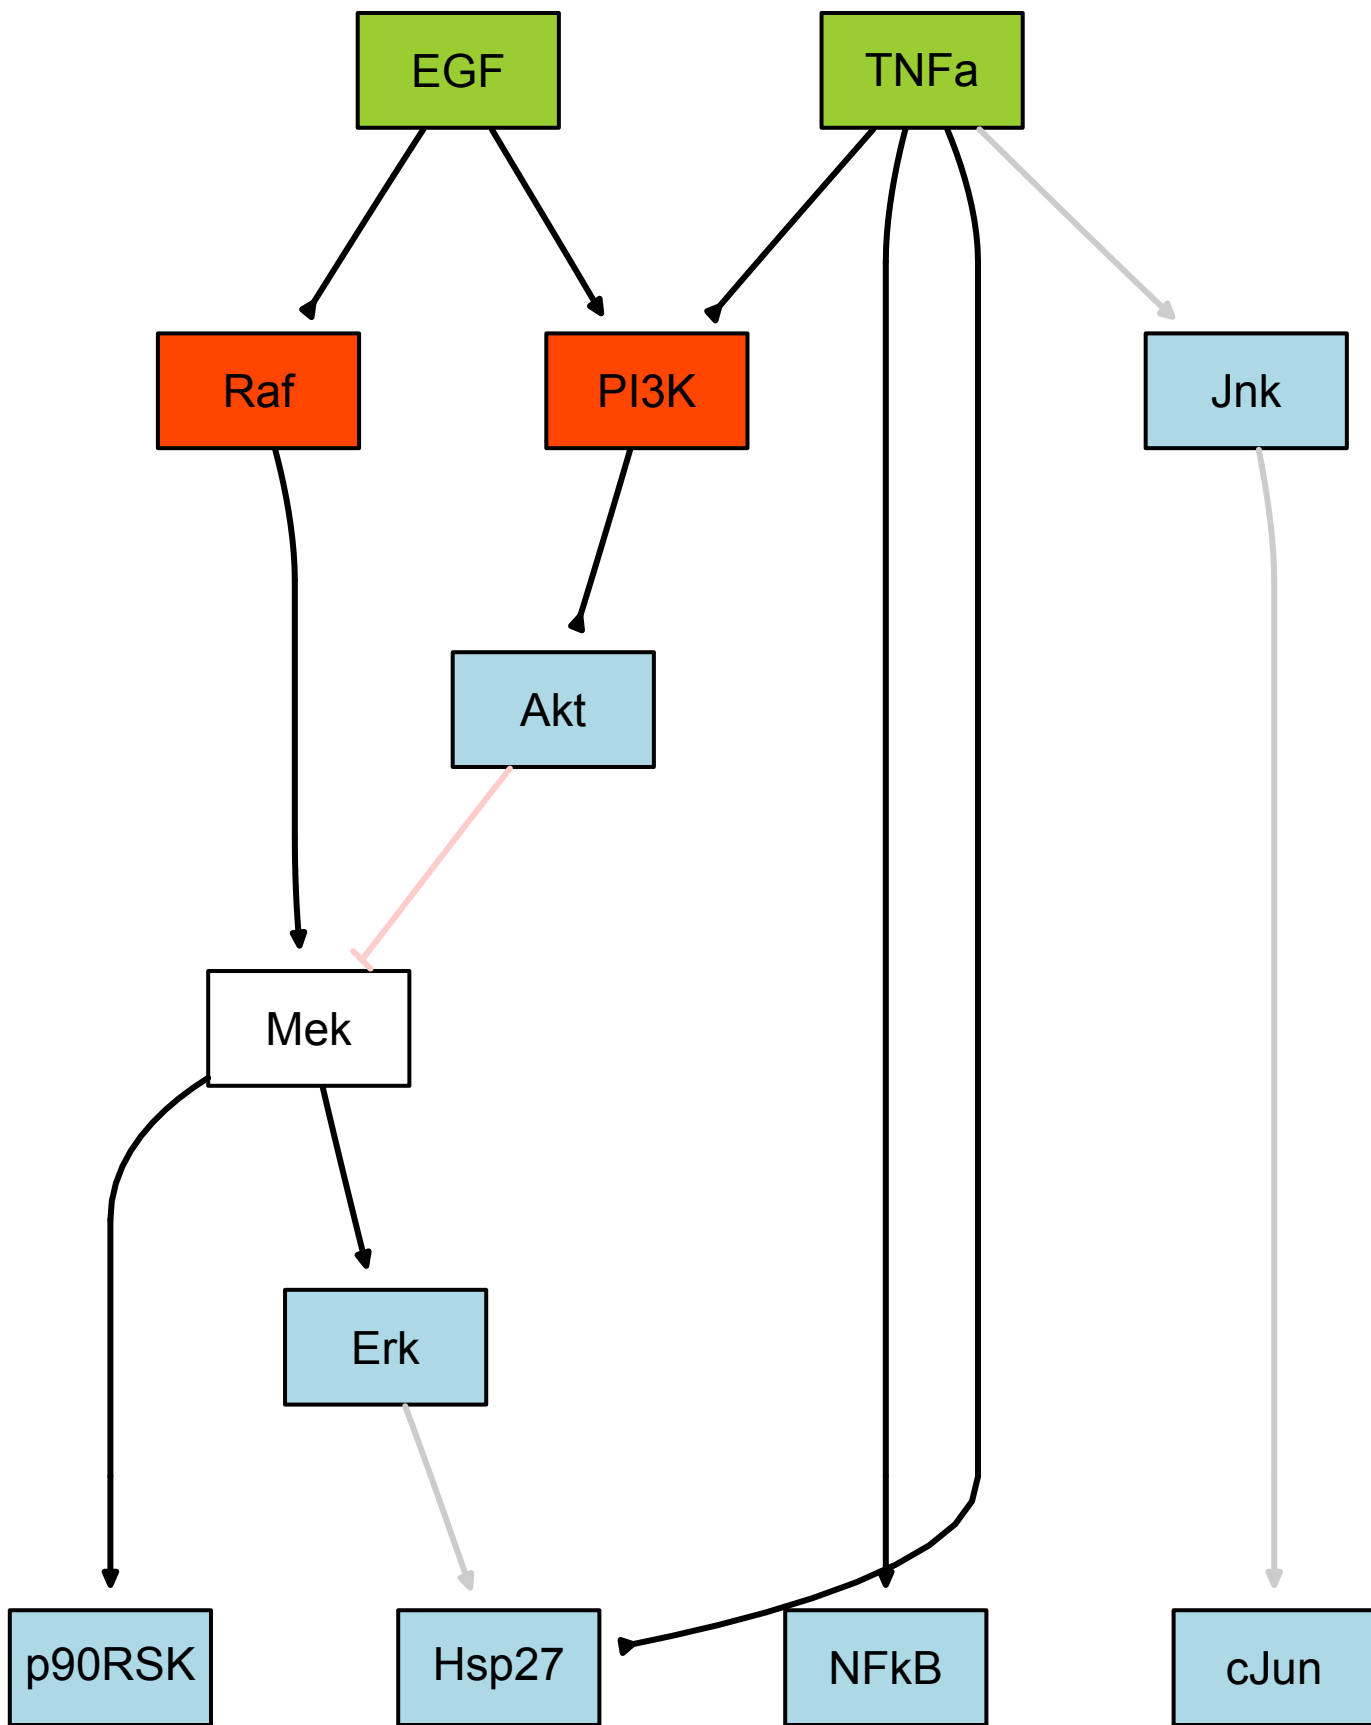 EGF
TNFa
Raf
PI3K
Jnk
Akt
Mek
Erk
p90RSK
Hsp27
NFkB
cJun